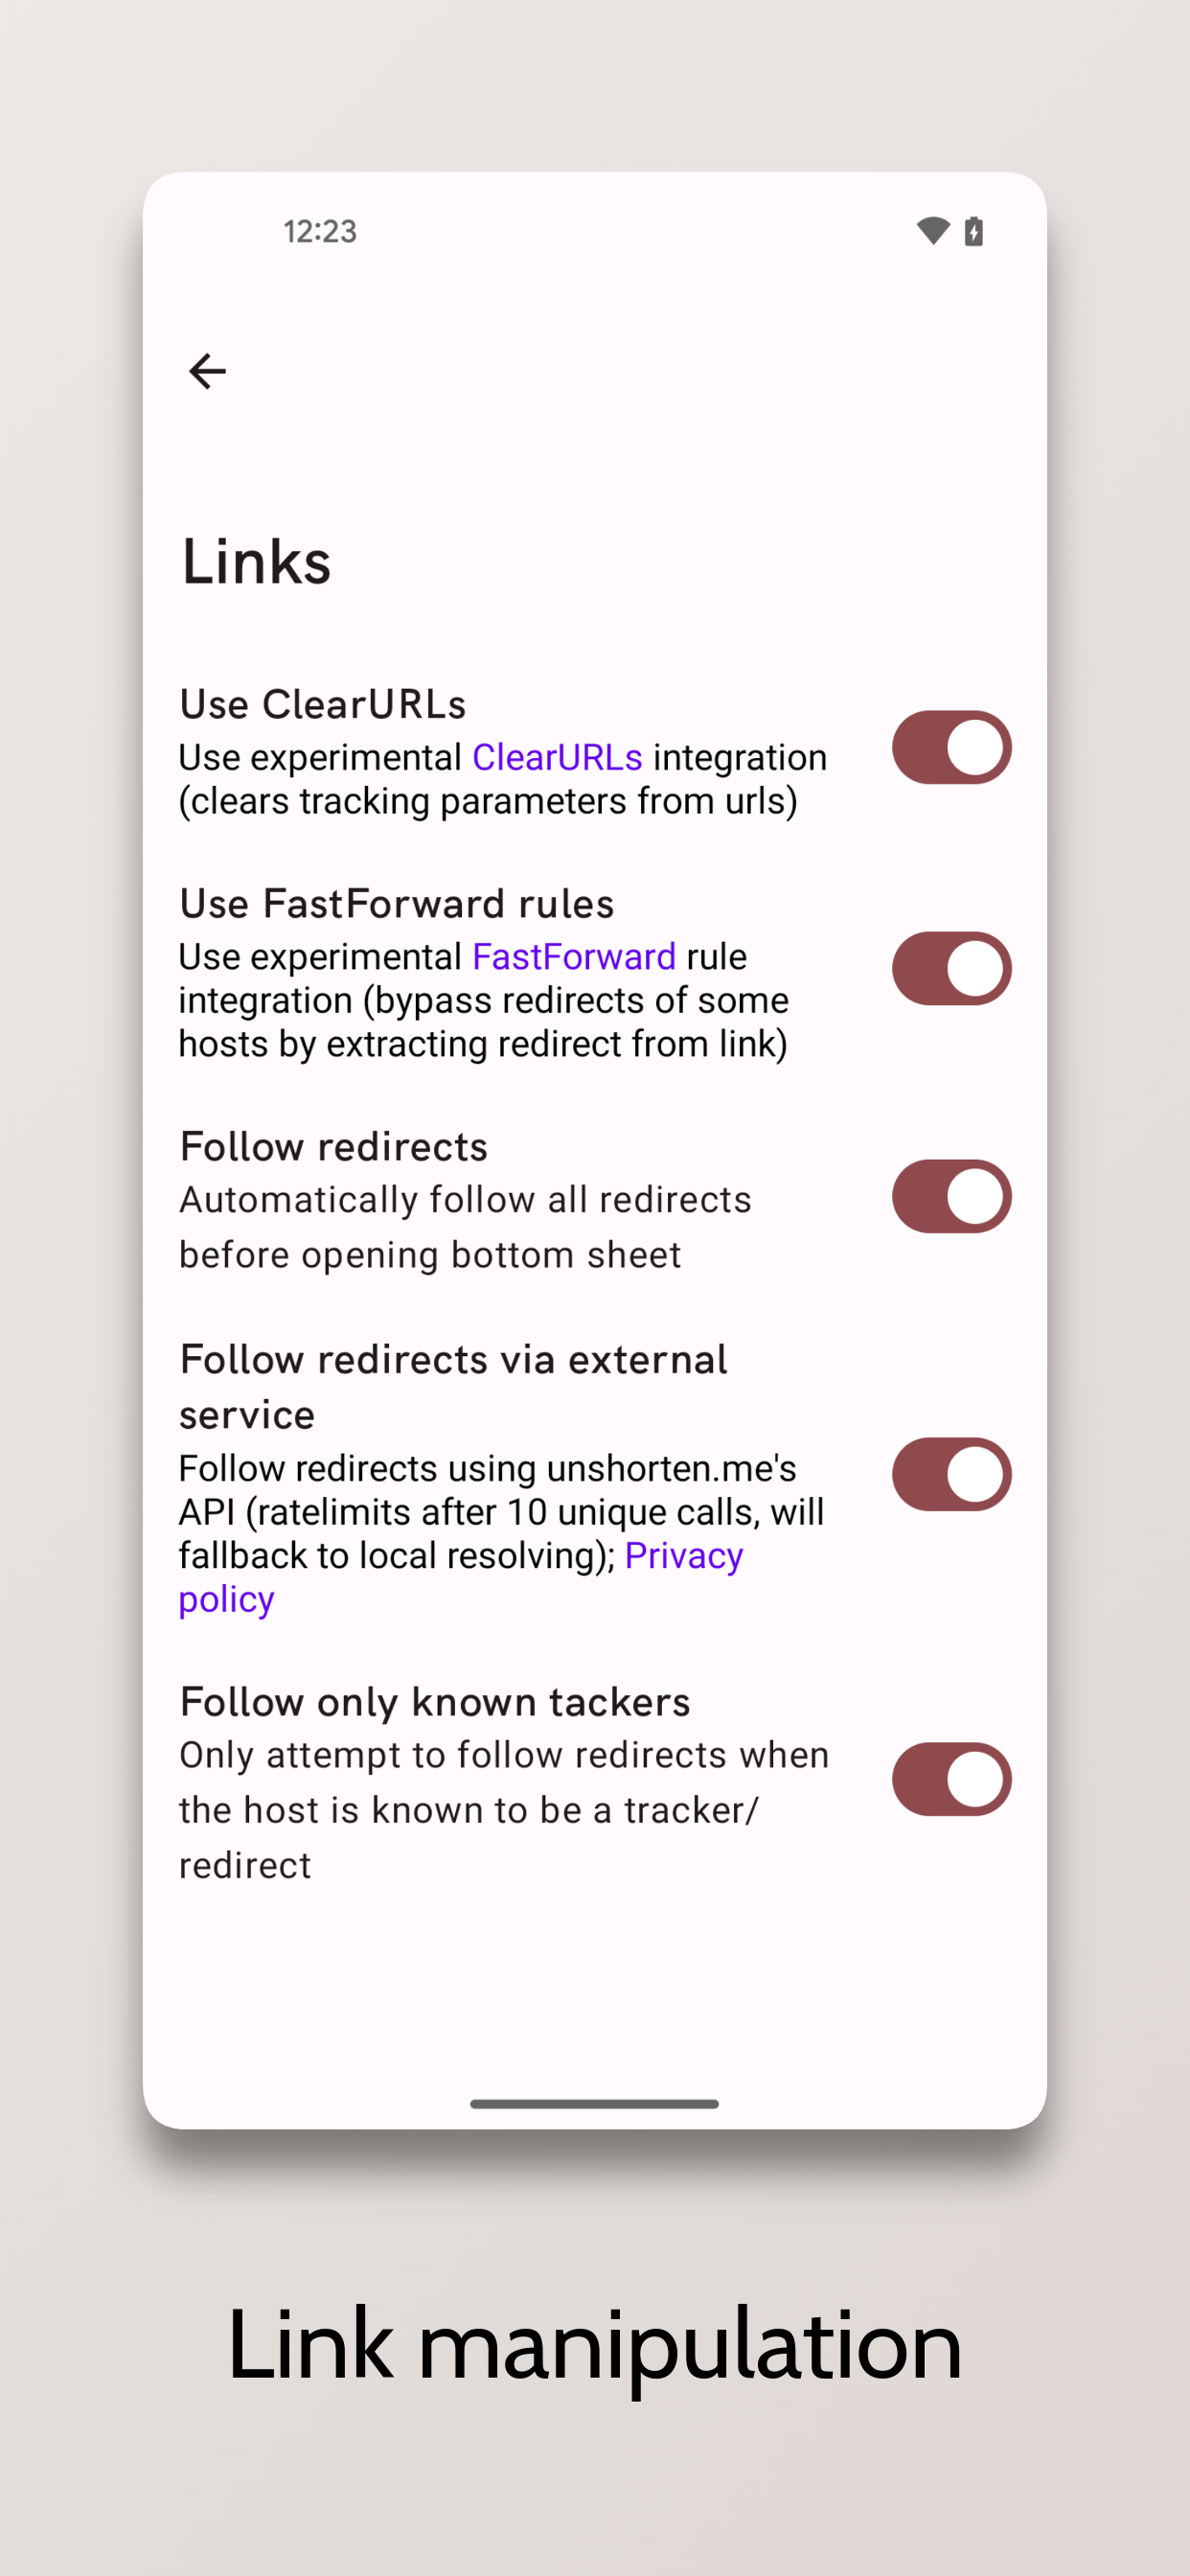 12:23
Links
Use ClearURLs
Use experimental ClearURLs integration
(clears tracking parameters from urls)
Use FastForward rules
Use experimental FastForward rule
integration (bypass redirects of some
hosts by extracting redirect from link)
Follow redirects
Automatically follow all redirects
before opening bottom sheet
Follow redirects via external
service
Follow redirects using unshorten.me's
API (ratelimits after 10 unique calls, will
fallback to local resolving); Privacy
policy
Follow only known tackers
Only attempt to follow redirects when
the host is known to be a tracker/
redirect
Link manipulation